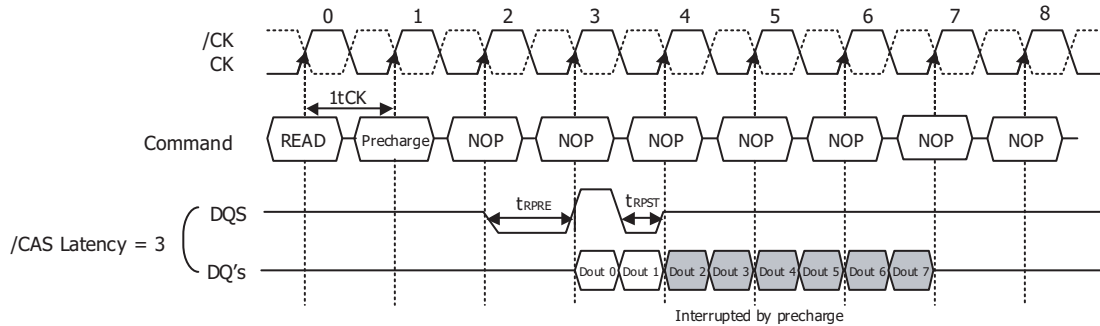 0 1 2 3 4 5 6 7 8
/CK
CK
1tCK
Command READ Precharge NOP NOP NOP NOP NOP NOP NOP
DQS tRPRE tRPST
/CAS Latency = 3
DQ's Dout 0 Dout 1 Dout 2 Dout 3 Dout 4 Dout 5 Dout 6 Dout 7
Interrupted by precharge